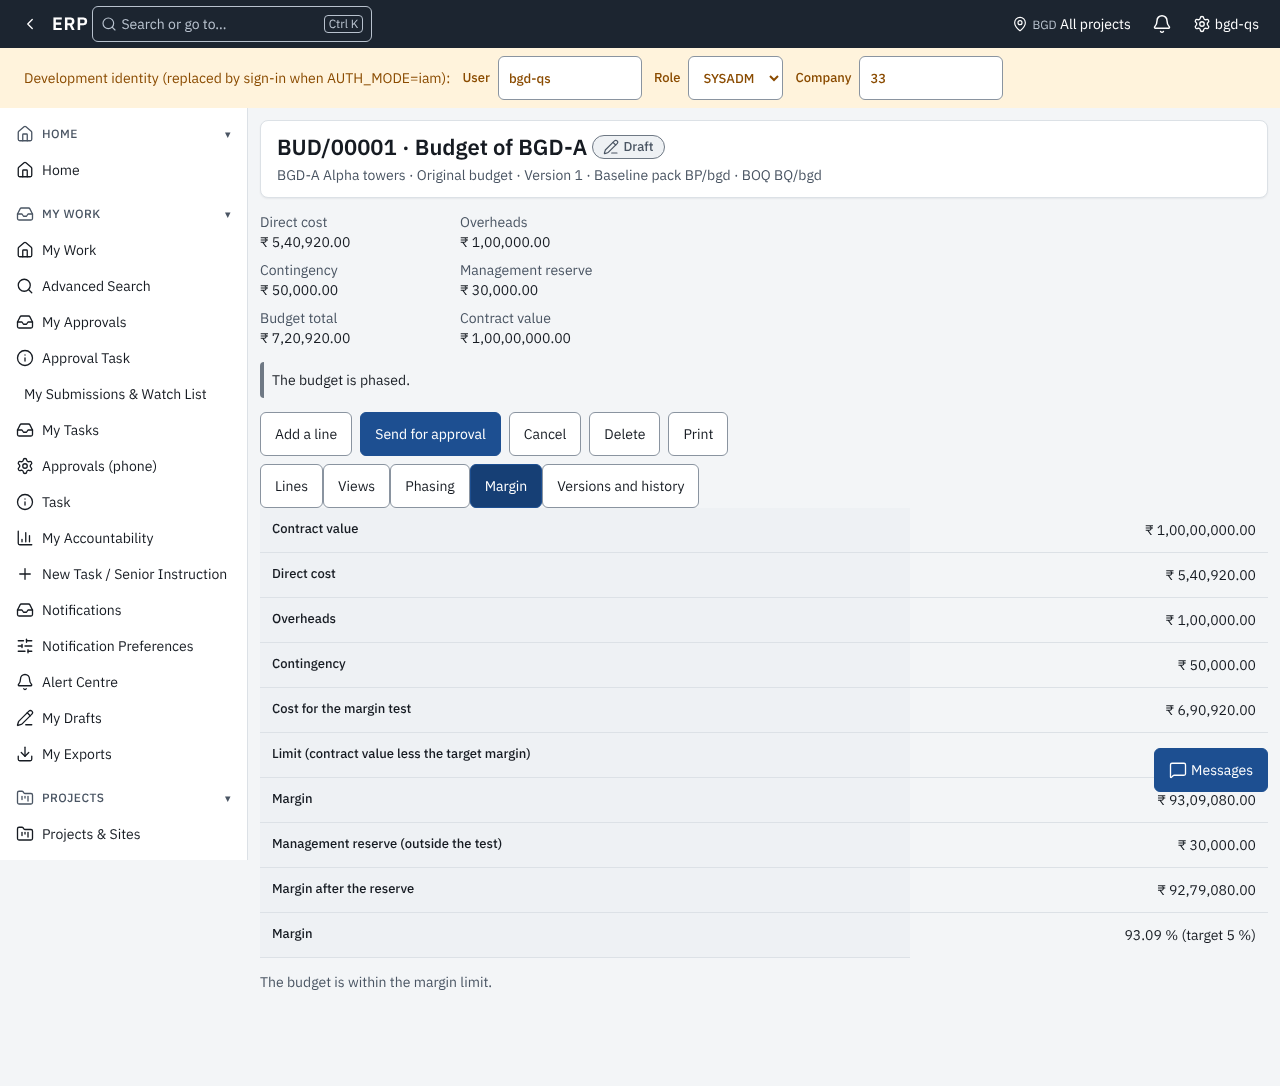 ERP
Search or go to...
Ctrl K
BGD All projects
bgd-qs
Development identity (replaced by sign-in when AUTH_MODE=iam):
User
bgd-qs
Role
SYSADM
Company
33
HOME
Home
MY WORK
My Work
Advanced Search
My Approvals
Approval Task
My Submissions & Watch List
My Tasks
Approvals (phone)
Task
My Accountability
New Task / Senior Instruction
Notifications
Notification Preferences
Alert Centre
My Drafts
My Exports
PROJECTS
Projects & Sites
BUD/00001 · Budget of BGD-A
Draft
BGD-A Alpha towers · Original budget · Version 1 · Baseline pack BP/bgd · BOQ BQ/bgd
Direct cost
₹ 5,40,920.00
Overheads
₹ 1,00,000.00
Contingency
₹ 50,000.00
Management reserve
₹ 30,000.00
Budget total
₹ 7,20,920.00
Contract value
₹ 1,00,00,000.00
The budget is phased.
Add a line
Send for approval
Cancel
Delete
Print
Lines
Views
Phasing
Margin
Versions and history
Contract value ₹ 1,00,00,000.00
Direct cost ₹ 5,40,920.00
Overheads ₹ 1,00,000.00
Contingency ₹ 50,000.00
Cost for the margin test ₹ 6,90,920.00
Limit (contract value less the target margin)
Messages
Margin ₹ 93,09,080.00
Management reserve (outside the test) ₹ 30,000.00
Margin after the reserve ₹ 92,79,080.00
Margin 93.09 % (target 5 %)
The budget is within the margin limit.